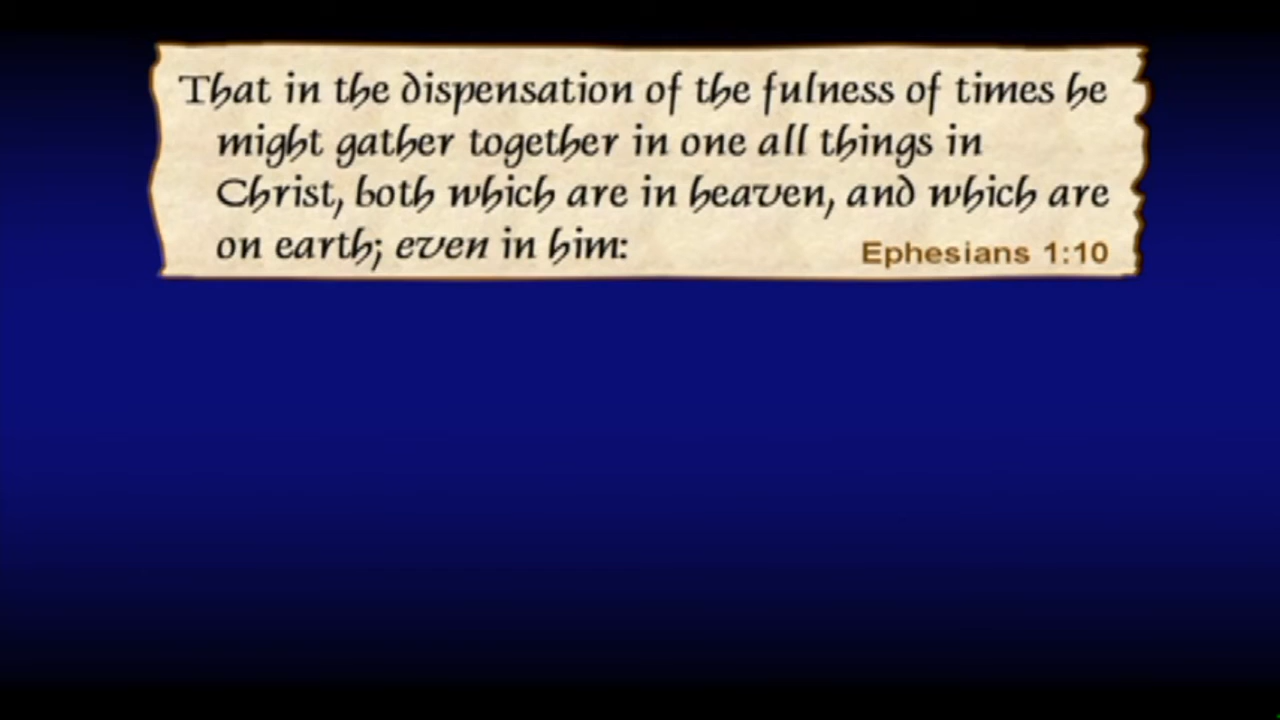 That in the dispensation of the fulness of times he
might gather together in one all things in
Christ, both which are in heaven, and which are
on earth; even in him:
Ephesians 1:10